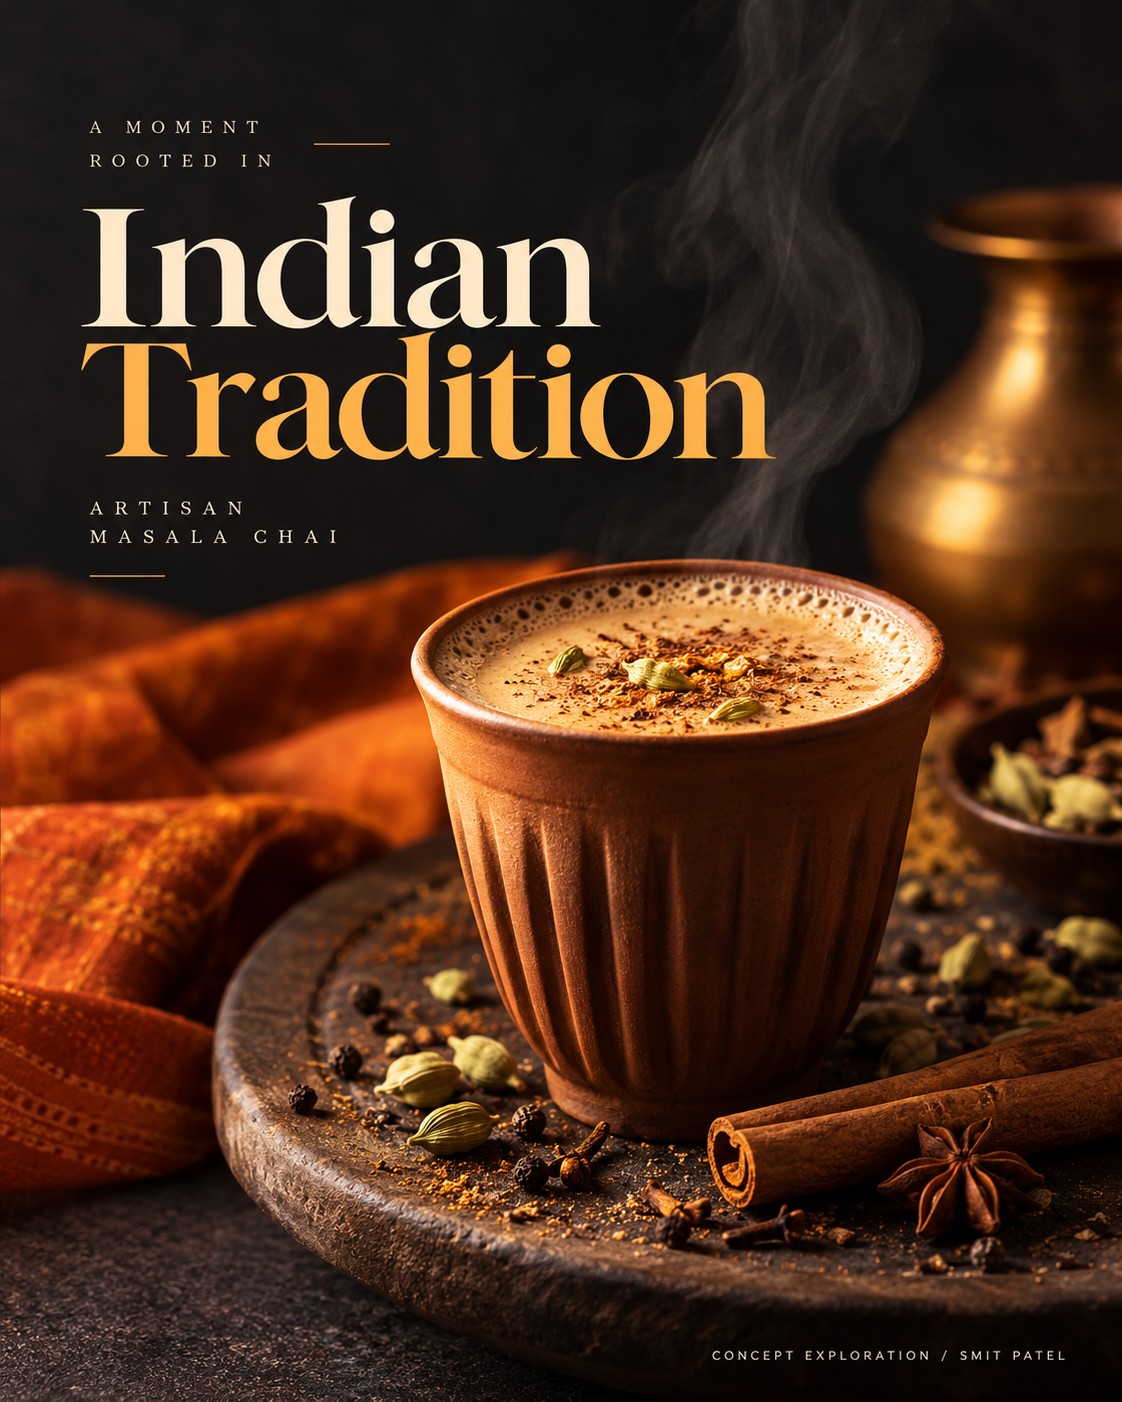 A MOMENT
ROOTED IN
Indian
Tradition
ARTISAN
MASALA CHAI
CONCEPT EXPLORATION / SMIT PATEL